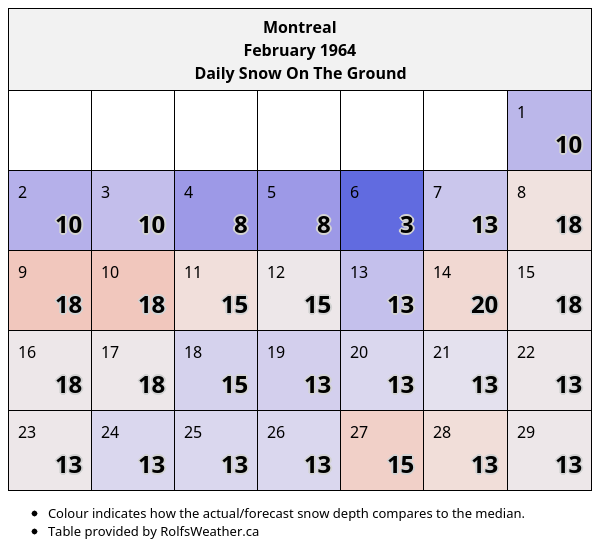 Montreal
February 1964
Daily Snow On The Ground
1
10
2 3 4 5 6 7 8
10 10 8 8 3 13 18
9 10 11 12 13 14 15
18 18 15 15 13 20 18
16 17 18 19 20 21 22
18 18 15 13 13 13 13
23 24 25 26 27 28 29
13 13 13 13 15 13 13
• Colour indicates how the actual/forecast snow depth compares to the median.
• Table provided by RolfsWeather.ca